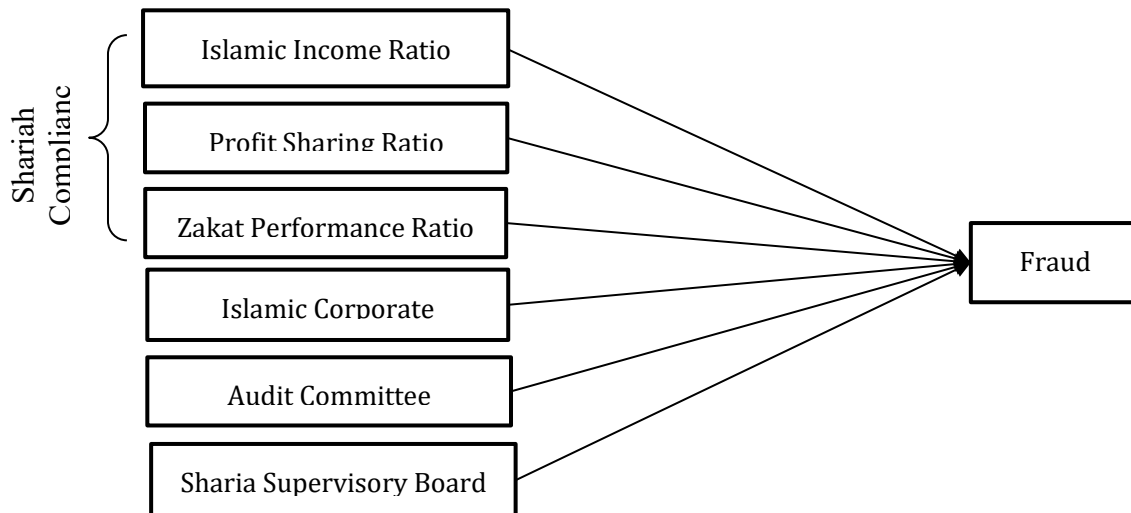 Shariah
Complianc
Islamic Income Ratio
Profit Sharing Ratio
Zakat Performance Ratio
Islamic Corporate
Audit Committee
Sharia Supervisory Board
Fraud